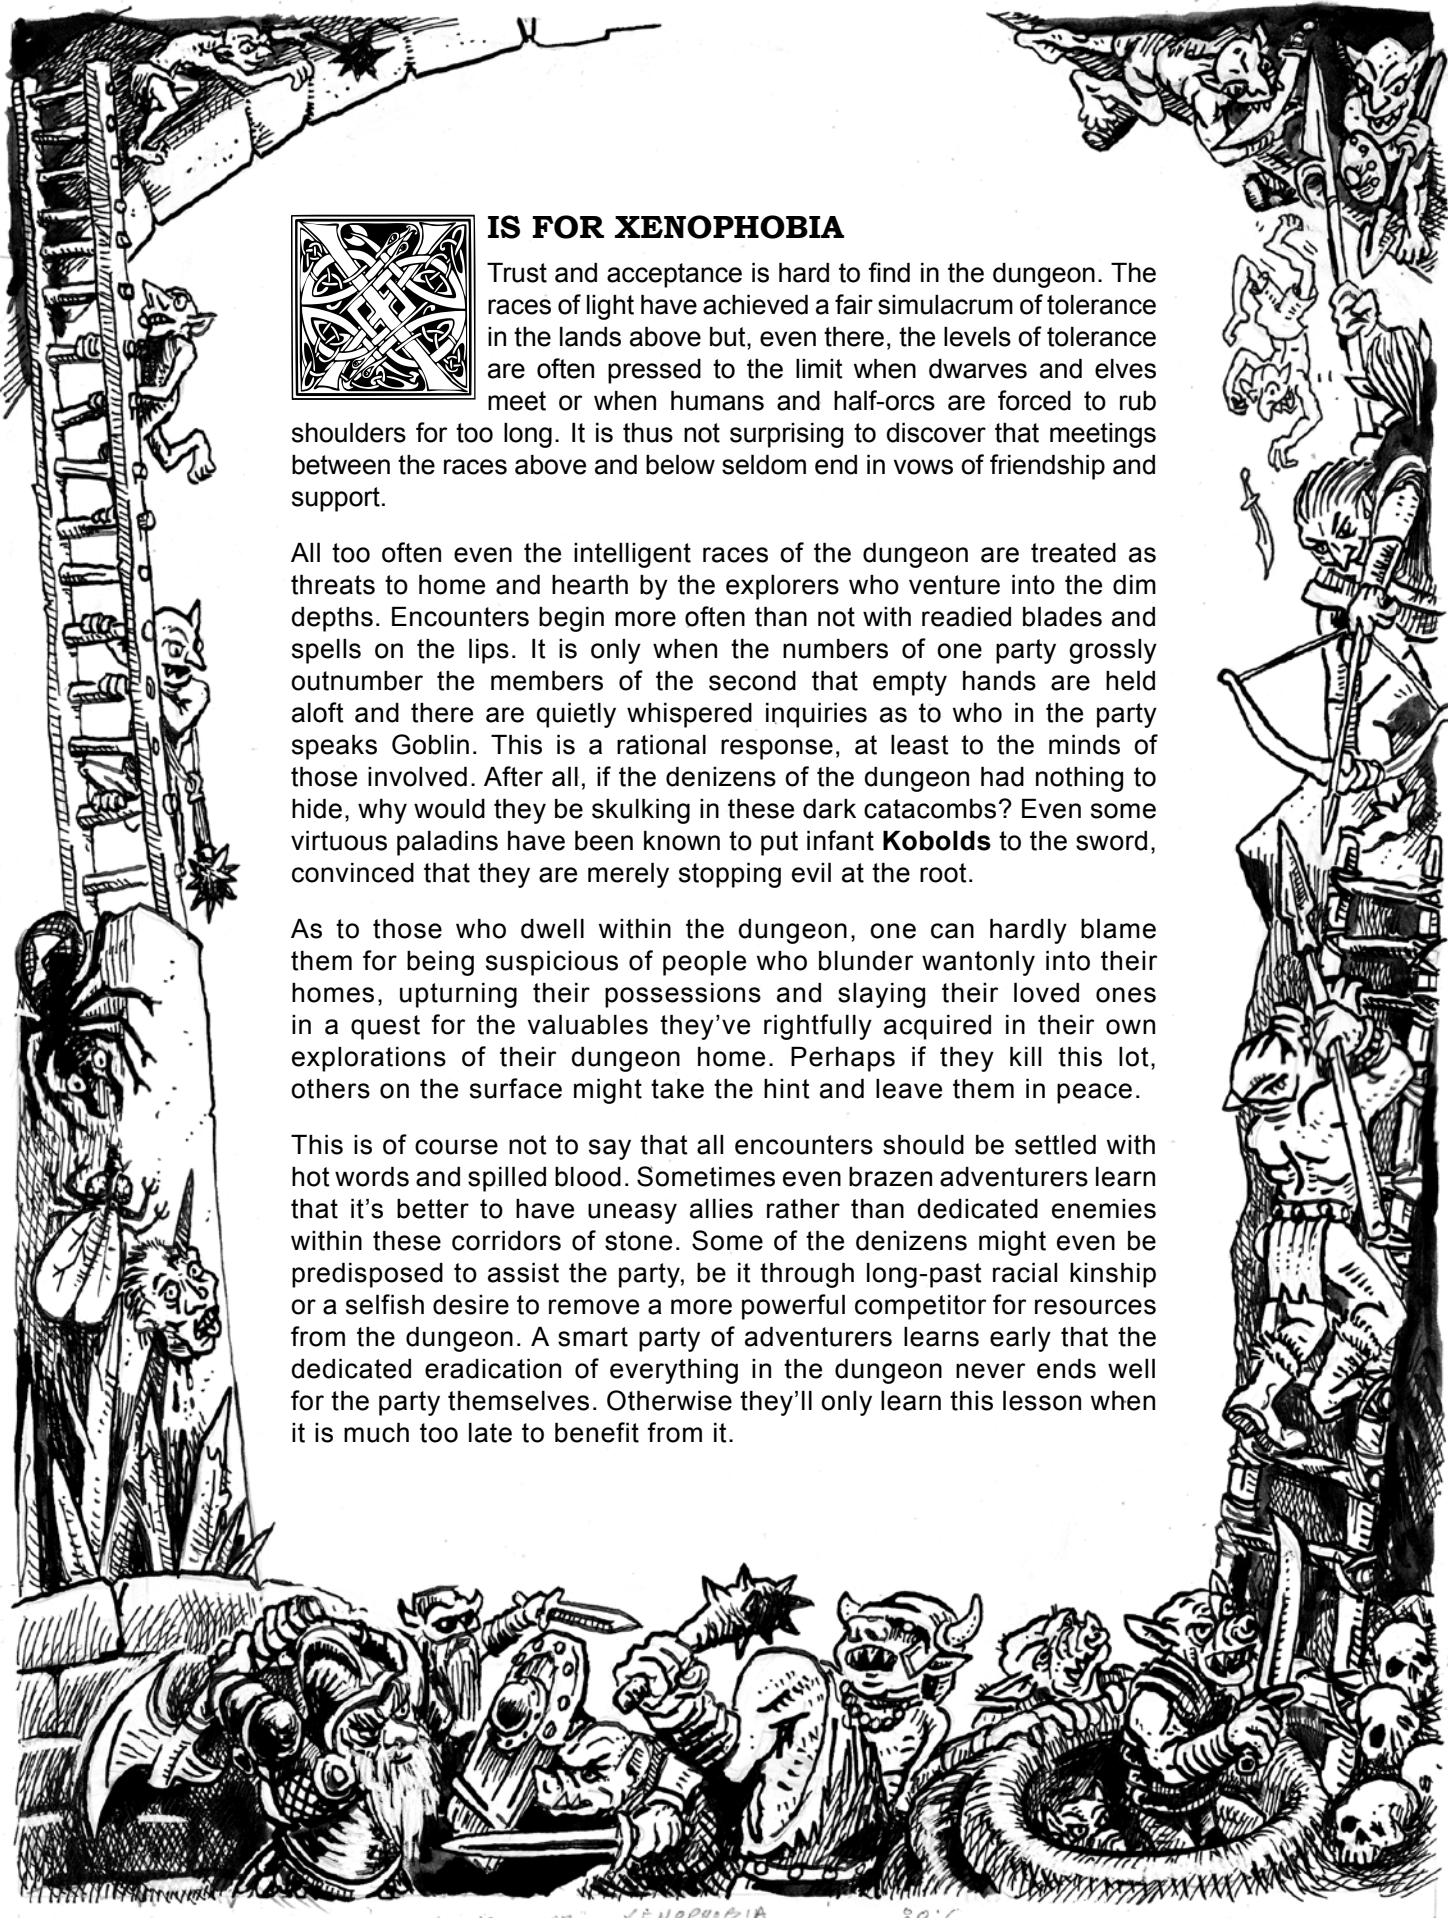 X IS FOR XENOPHOBIA
Trust and acceptance is hard to find in the dungeon. The
races of light have achieved a fair simulacrum of tolerance
in the lands above but, even there, the levels of tolerance
are often pressed to the limit when dwarves and elves
meet or when humans and half-orcs are forced to rub
shoulders for too long. It is thus not surprising to discover that meetings
between the races above and below seldom end in vows of friendship and
support.
All too often even the intelligent races of the dungeon are treated as
threats to home and hearth by the explorers who venture into the dim
depths. Encounters begin more often than not with readied blades and
spells on the lips. It is only when the numbers of one party grossly
outnumber the members of the second that empty hands are held
aloft and there are quietly whispered inquiries as to who in the party
speaks Goblin. This is a rational response, at least to the minds of
those involved. After all, if the denizens of the dungeon had nothing to
hide, why would they be skulking in these dark catacombs? Even some
virtuous paladins have been known to put infant Kobolds to the sword,
convinced that they are merely stopping evil at the root.
As to those who dwell within the dungeon, one can hardly blame
them for being suspicious of people who blunder wantonly into their
homes, upturning their possessions and slaying their loved ones
in a quest for the valuables they've rightfully acquired in their own
explorations of their dungeon home. Perhaps if they kill this lot,
others on the surface might take the hint and leave them in peace.
This is of course not to say that all encounters should be settled with
hot words and spilled blood. Sometimes even brazen adventurers learn
that it's better to have uneasy allies rather than dedicated enemies
within these corridors of stone. Some of the denizens might even be
predisposed to assist the party, be it through long-past racial kinship
or a selfish desire to remove a more powerful competitor for resources
from the dungeon. A smart party of adventurers learns early that the
dedicated eradication of everything in the dungeon never ends well
for the party themselves. Otherwise they'll only learn this lesson when
it is much too late to benefit from it.
XENOPHOBIA